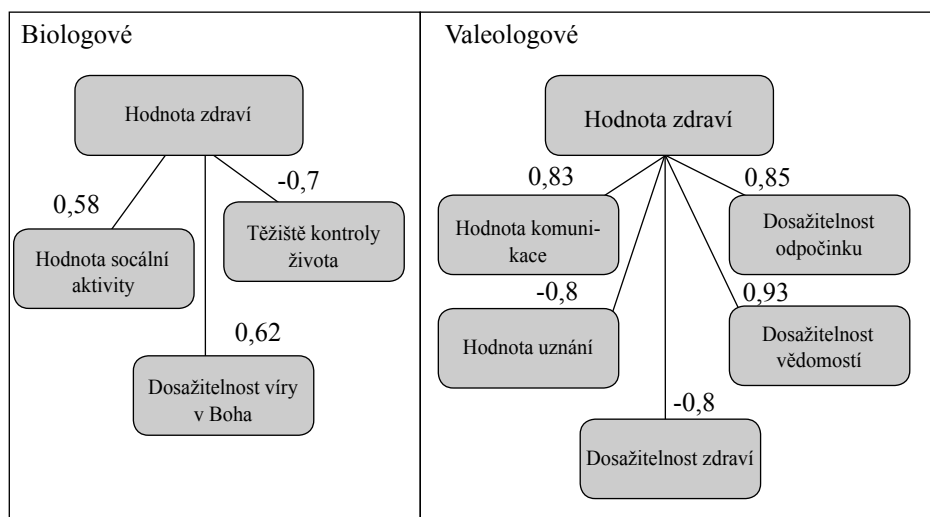 Biologové
Hodnota zdraví
0,58
-0,7
Hodnota socální
aktivity
Těžiště kontroly
života
0,62
Dosažitelnost víry
v Boha
Valeologové
Hodnota zdraví
0,83
0,85
Hodnota komuni-
kace
Dosažitelnost
odpočinku
-0,8
0,93
Hodnota uznání
Dosažitelnost
vědomostí
-0,8
Dosažitelnost zdraví